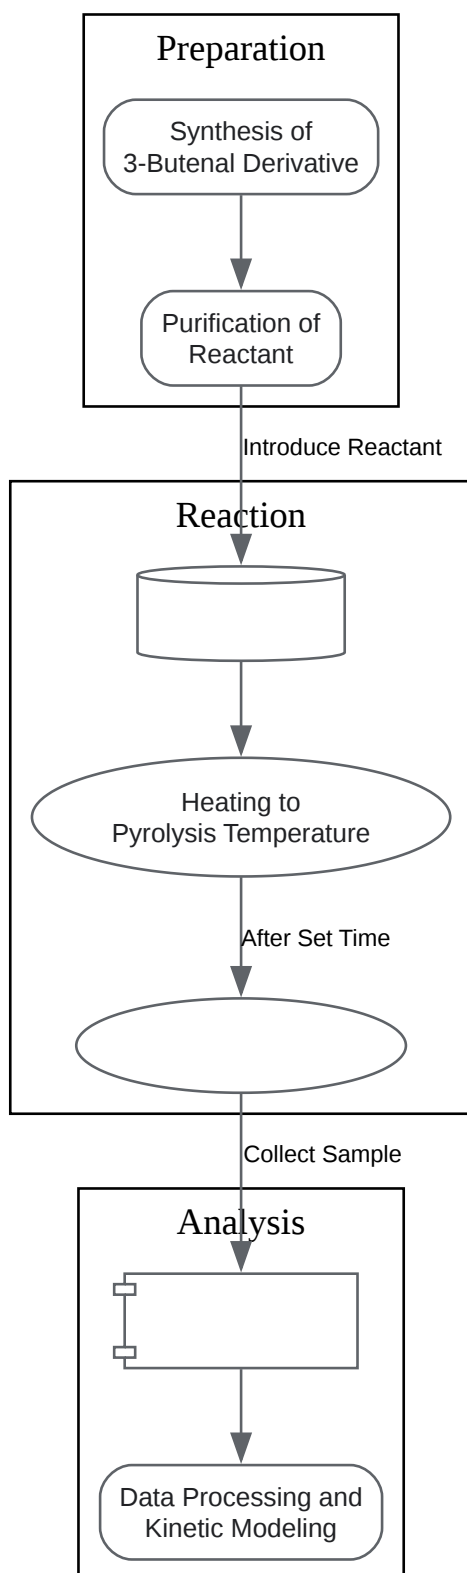 Preparation
Synthesis of
3-Butenal Derivative
Purification of
Reactant
Introduce Reactant
Reaction
Heating to
Pyrolysis Temperature
After Set Time
Collect Sample
Analysis
Data Processing and
Kinetic Modeling